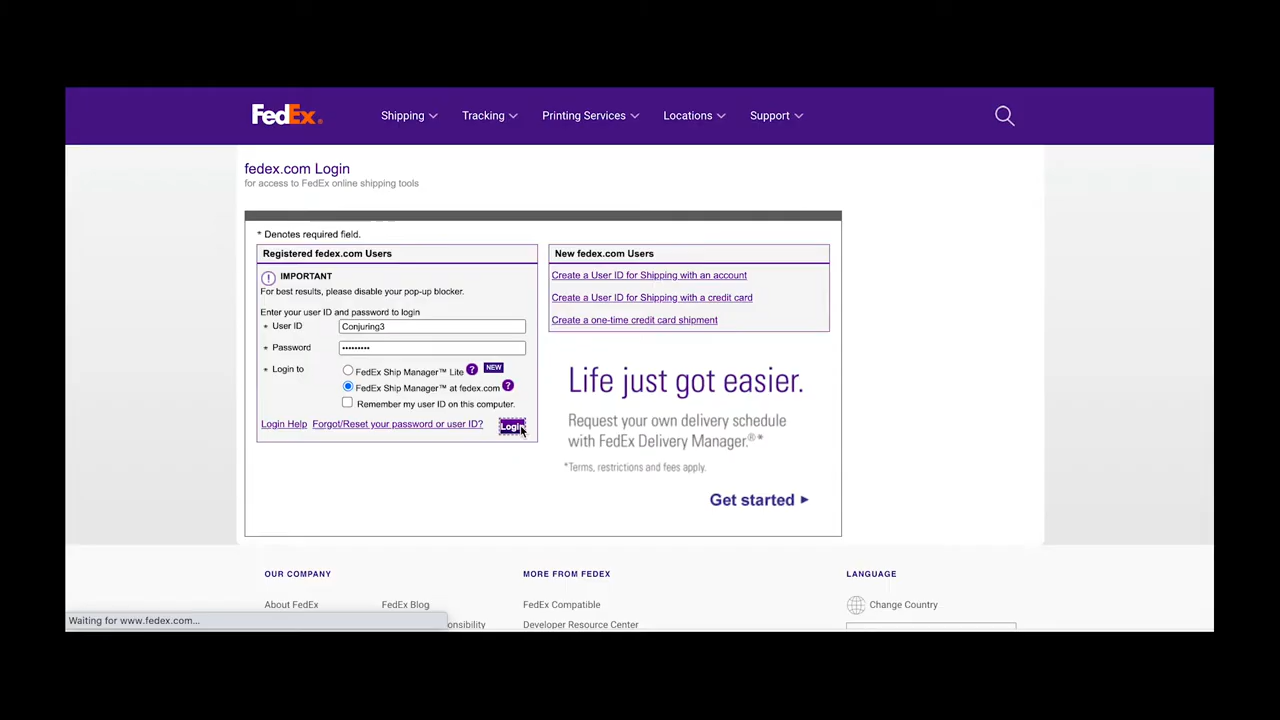 FedEx.
Shipping
Tracking
Printing Services
Locations
Support
fedex.com Login
for access to FedEx online shipping tools
* Denotes required field.
Registered fedex.com Users
! IMPORTANT
For best results, please disable your pop-up blocker.
Enter your user ID and password to login
* User ID
Conjuring3
* Password
•••••••••
* Login to
FedEx Ship Manager™ Lite ? NEW
FedEx Ship Manager™ at fedex.com ?
Remember my user ID on this computer.
Login Help
Forgot/Reset your password or user ID?
Login
New fedex.com Users
Create a User ID for Shipping with an account
Create a User ID for Shipping with a credit card
Create a one-time credit card shipment
Life just got easier.
Request your own delivery schedule
with FedEx Delivery Manager.®*
*Terms, restrictions and fees apply.
Get started ►
OUR COMPANY
About FedEx
FedEx Blog
onsibility
MORE FROM FEDEX
FedEx Compatible
Developer Resource Center
LANGUAGE
Change Country
Waiting for www.fedex.com...